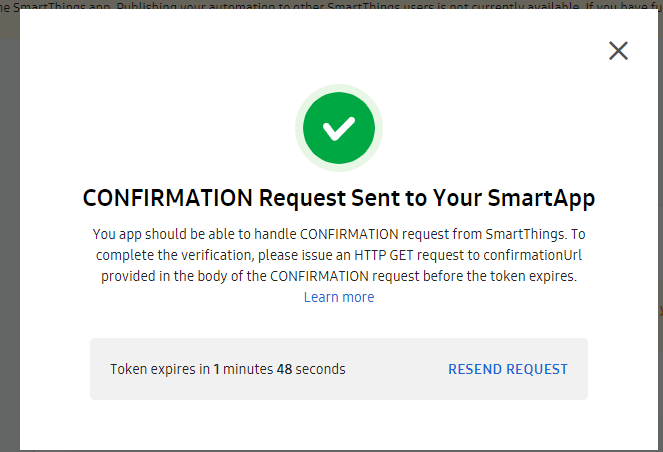 he SmartThings app. Publishing your automation to other SmartThings users is not currently available. If you have fu
CONFIRMATION Request Sent to Your SmartApp
You app should be able to handle CONFIRMATION request from SmartThings. To
complete the verification, please issue an HTTP GET request to confirmationUrl
provided in the body of the CONFIRMATION request before the token expires.
Learn more
Token expires in 1 minutes 48 seconds RESEND REQUEST